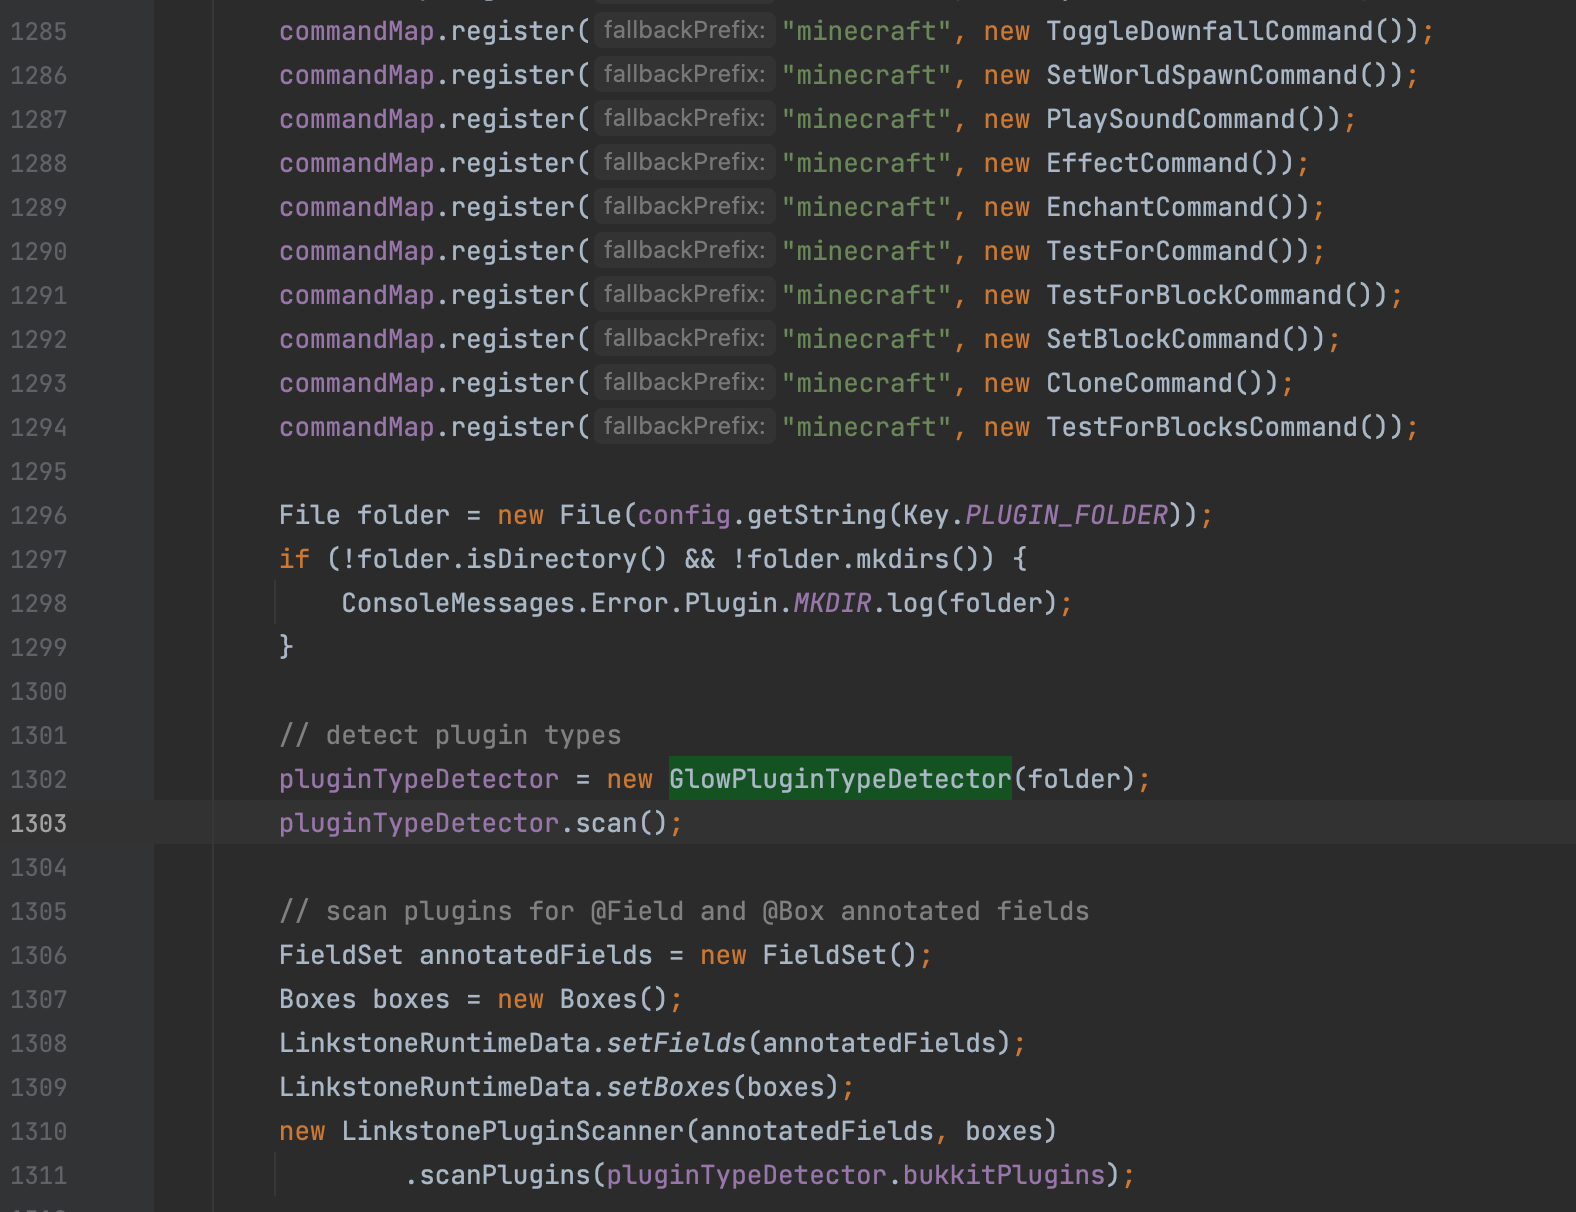 1285 commandMap.register( fallbackPrefix: "minecraft", new ToggleDownfallCommand());
1286 commandMap.register( fallbackPrefix: "minecraft", new SetWorldSpawnCommand());
1287 commandMap.register( fallbackPrefix: "minecraft", new PlaySoundCommand());
1288 commandMap.register( fallbackPrefix: "minecraft", new EffectCommand());
1289 commandMap.register( fallbackPrefix: "minecraft", new EnchantCommand());
1290 commandMap.register( fallbackPrefix: "minecraft", new TestForCommand());
1291 commandMap.register( fallbackPrefix: "minecraft", new TestForBlockCommand());
1292 commandMap.register( fallbackPrefix: "minecraft", new SetBlockCommand());
1293 commandMap.register( fallbackPrefix: "minecraft", new CloneCommand());
1294 commandMap.register( fallbackPrefix: "minecraft", new TestForBlocksCommand());
1295
1296 File folder = new File(config.getString(Key.PLUGIN_FOLDER));
1297 if (!folder.isDirectory() && !folder.mkdirs()) {
1298 ConsoleMessages.Error.Plugin.MKDIR.log(folder);
1299 }
1300
1301 // detect plugin types
1302 pluginTypeDetector = new GlowPluginTypeDetector(folder);
1303 pluginTypeDetector.scan();
1304
1305 // scan plugins for @Field and @Box annotated fields
1306 FieldSet annotatedFields = new FieldSet();
1307 Boxes boxes = new Boxes();
1308 LinkstoneRuntimeData.setFields(annotatedFields);
1309 LinkstoneRuntimeData.setBoxes(boxes);
1310 new LinkstonePluginScanner(annotatedFields, boxes)
1311 .scanPlugins(pluginTypeDetector.bukkitPlugins);